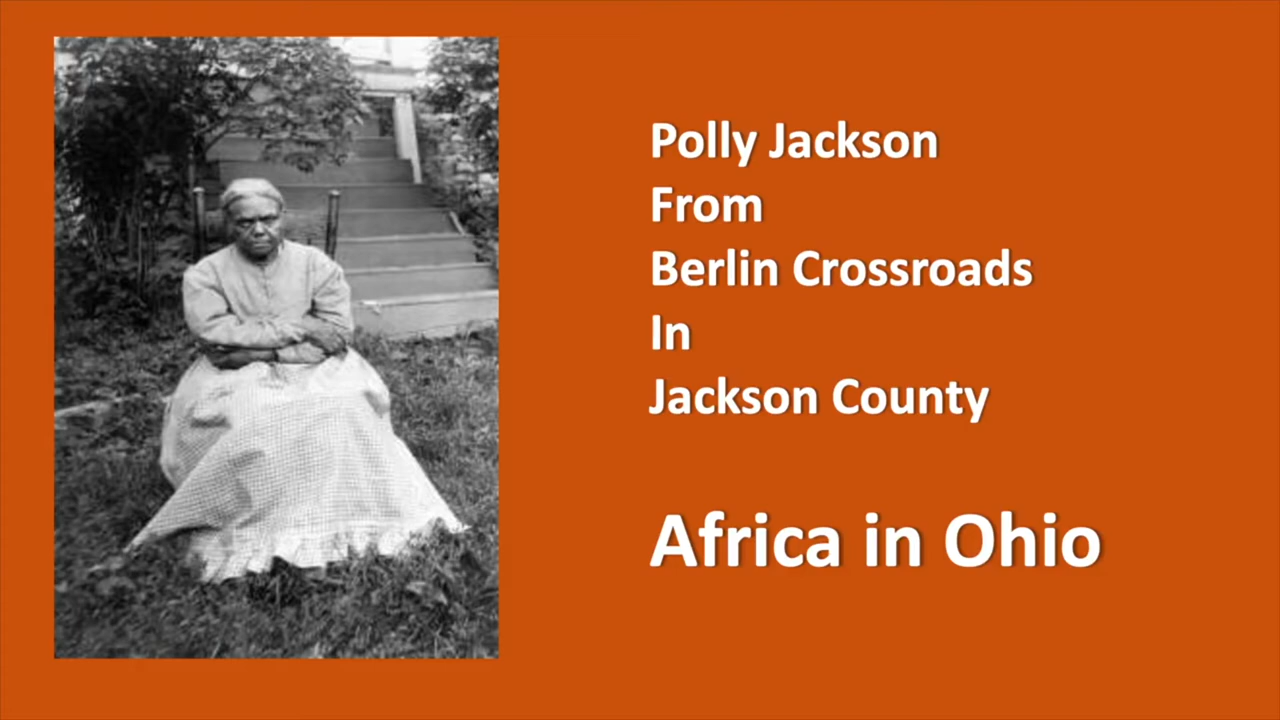 Polly Jackson
From
Berlin Crossroads
In
Jackson County
Africa in Ohio